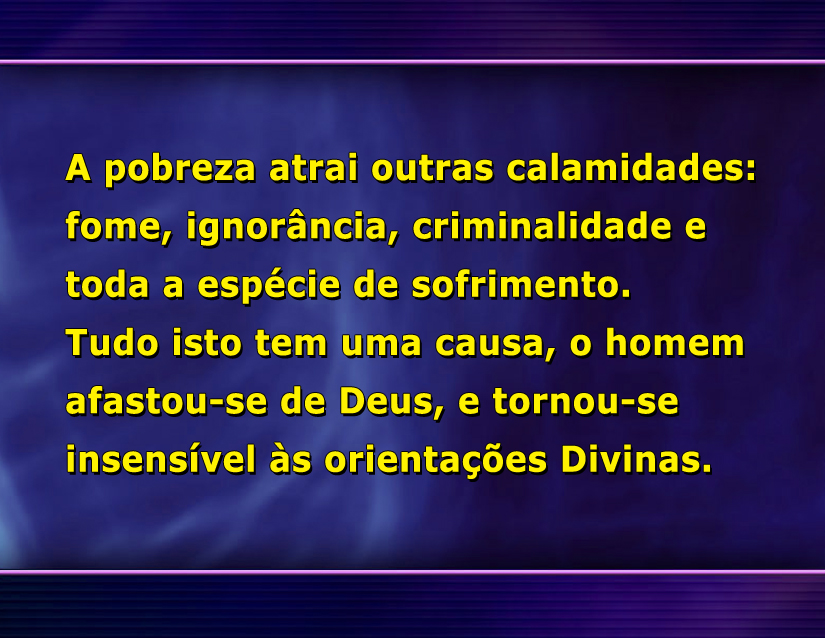 A pobreza atrai outras calamidades:
fome, ignorância, criminalidade e
toda a espécie de sofrimento.
Tudo isto tem uma causa, o homem
afastou-se de Deus, e tornou-se
insensível às orientações Divinas.